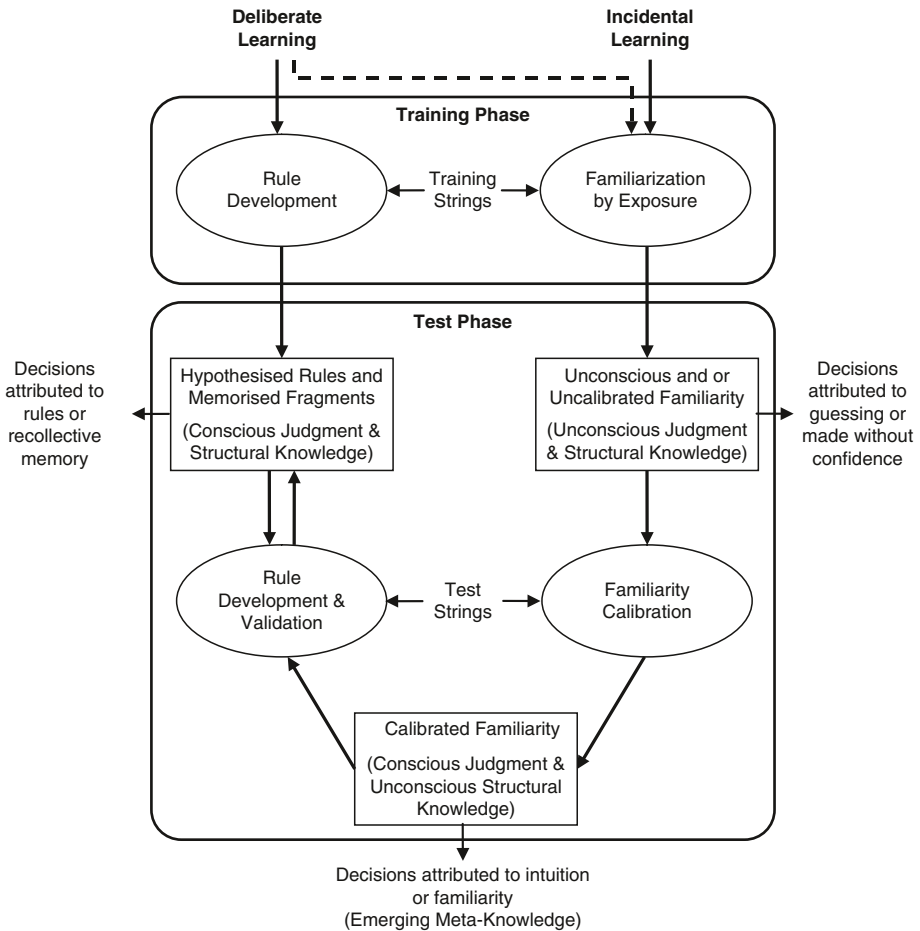 Deliberate
Learning
Incidental
Learning
Training Phase
Rule
Development
Training
Strings
Familiarization
by Exposure
Test Phase
Decisions
attributed to
rules or
recollective
memory
Hypothesised Rules and
Memorised Fragments
(Conscious Judgment &
Structural Knowledge)
Unconscious and or
Uncalibrated Familiarity
(Unconscious Judgment
& Structural Knowledge)
Decisions
attributed to
guessing or
made without
confidence
Rule
Development &
Validation
Test
Strings
Familiarity
Calibration
Calibrated Familiarity
(Conscious Judgment &
Unconscious Structural
Knowledge)
Decisions attributed to intuition
or familiarity
(Emerging Meta-Knowledge)